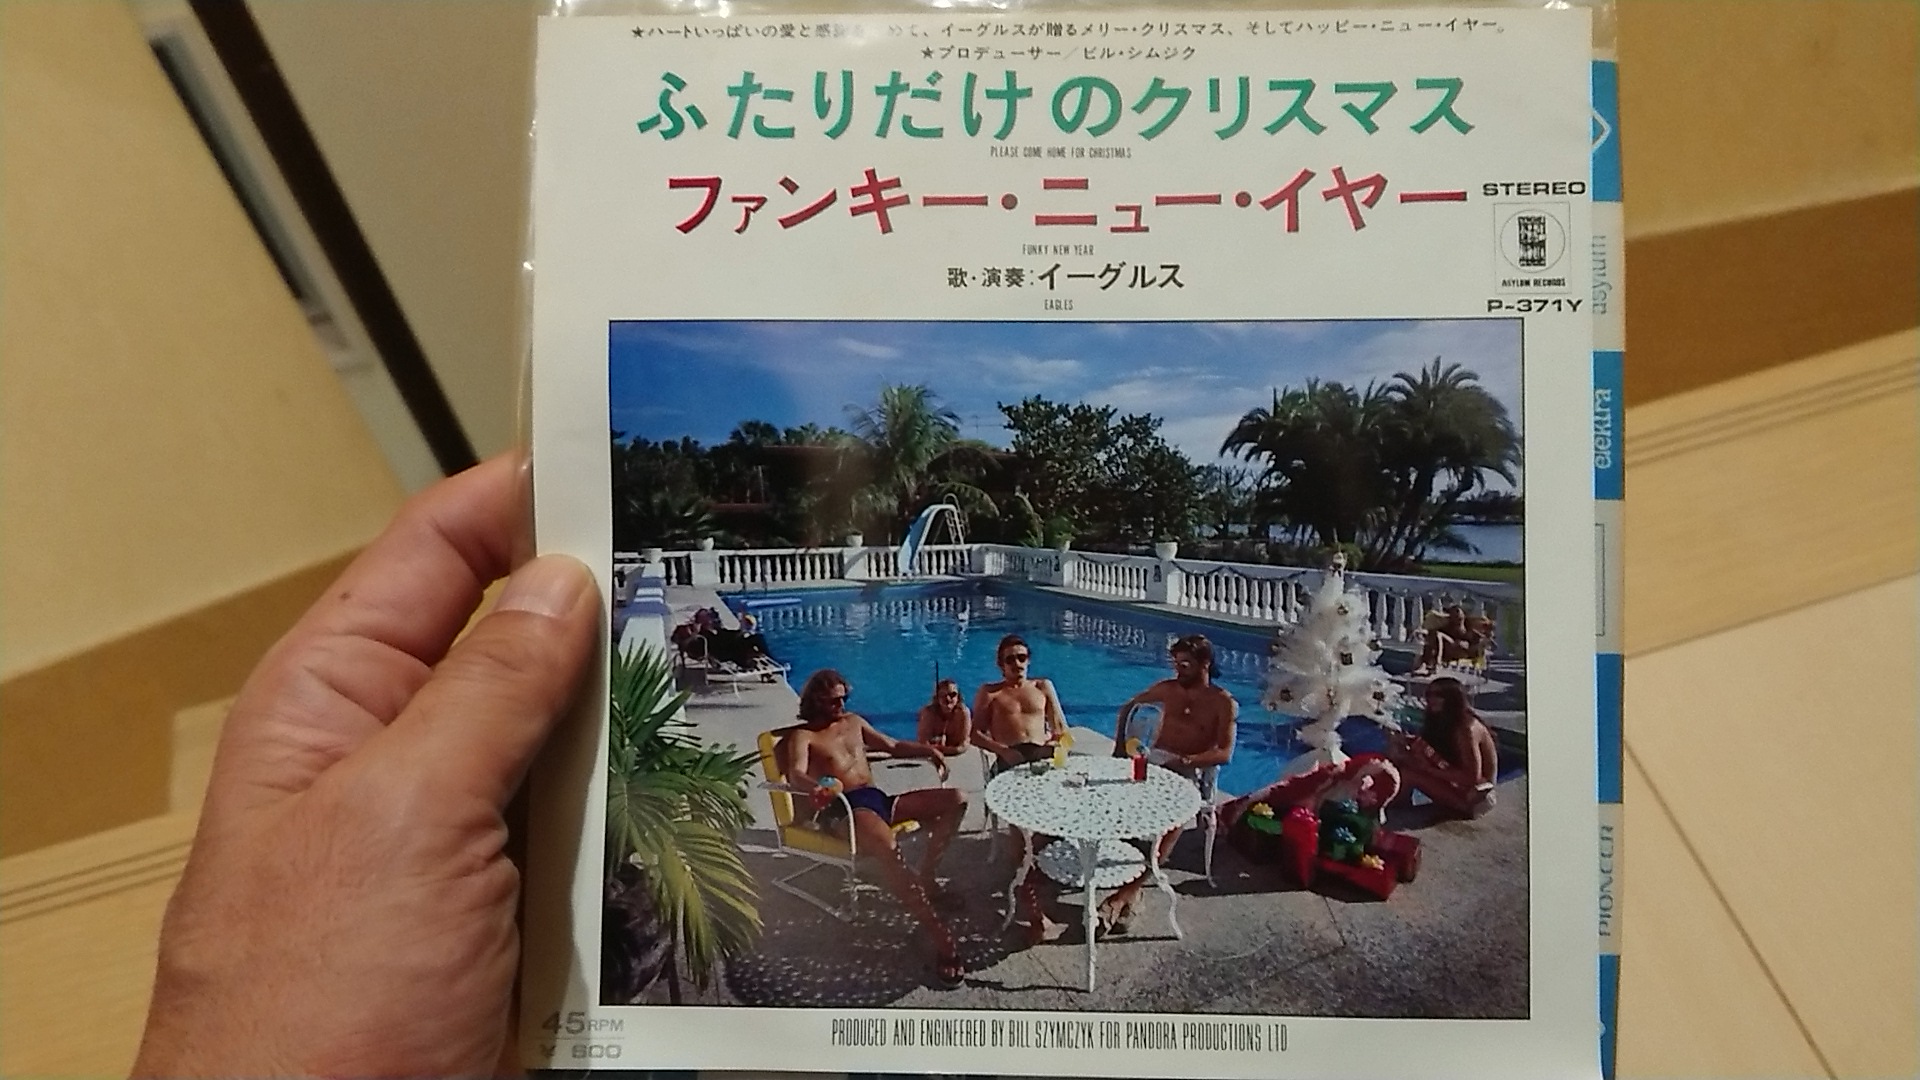 ★ハートいっぱいの愛と感謝をこめて、イーグルスが贈るメリー・クリスマス、そしてハッピー・ニュー・イヤー。
★プロデューサー／ビル・シムジク
ふたりだけのクリスマス
PLEASE COME HOME FOR CHRISTMAS
ファンキー・ニュー・イヤー
FUNKY NEW YEAR
歌・演奏：イーグルス
EAGLES
STEREO
ASYLUM RECORDS
P-371Y
asylum
elektra
PIONEER
45RPM
¥ 600
PRODUCED AND ENGINEERED BY BILL SZYMCZYK FOR PANDORA PRODUCTIONS LTD